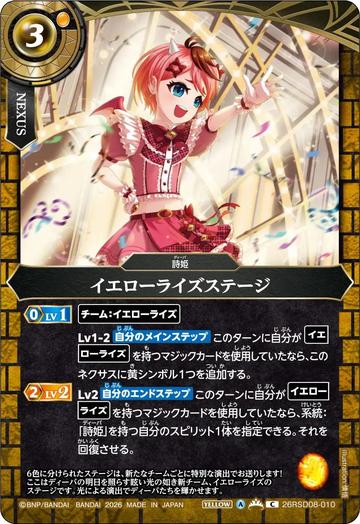 3
NEXUS
ディーバ
詩姫
イエローライズステージ
0 LV1 チーム:イエローライズ
Lv1-2 自分のメインステップ このターンに自分が イエ
ローライズ を持つマジックカードを使用していたなら、この
ネクサスに黄シンボル1つを追加する。
2 LV2 Lv2 自分のエンドステップ このターンに自分が イエロー
ライズ を持つマジックカードを使用していたなら、系統:
「詩姫」を持つ自分のスピリット1体を指定できる。それを
回復させる。
6色に分けられたステージは、新たなチームごとに特別な演出でお送りします!
ここはディーバの明日を照らす眩い光の如き新チーム、イエローライズの
ステージです。光による演出でディーバたちを輝かせます。
©BNP/BANDAI BANDAI 2026 MADE IN JAPAN YELLOW A C 26RSD08-010